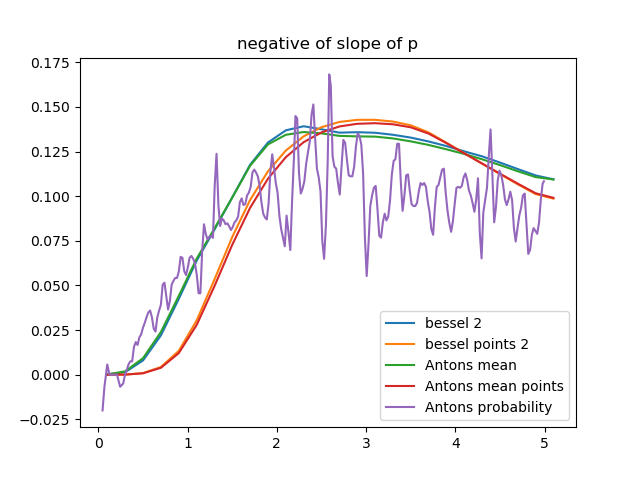 negative of slope of p
0.175
0.150
0.125
0.100
0.075
0.050
0.025
0.000
−0.025
0 1 2 3 4 5
bessel 2
bessel points 2
Antons mean
Antons mean points
Antons probability